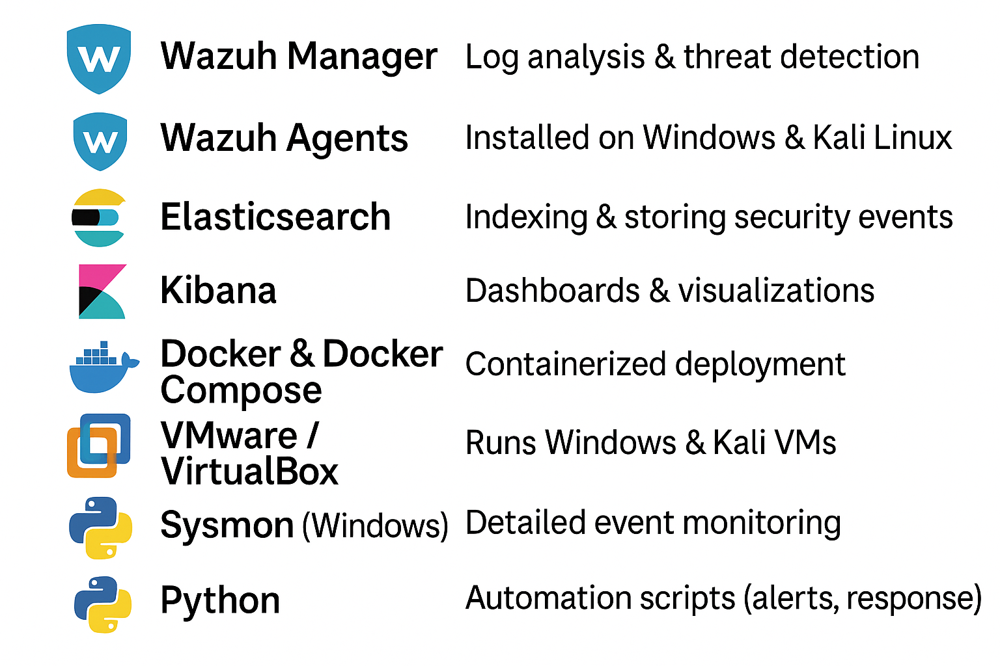 W Wazuh Manager Log analysis & threat detection
W Wazuh Agents Installed on Windows & Kali Linux
Elasticsearch Indexing & storing security events
Kibana Dashboards & visualizations
Docker & Docker Compose Containerized deployment
VMware / VirtualBox Runs Windows & Kali VMs
Sysmon (Windows) Detailed event monitoring
Python Automation scripts (alerts, response)